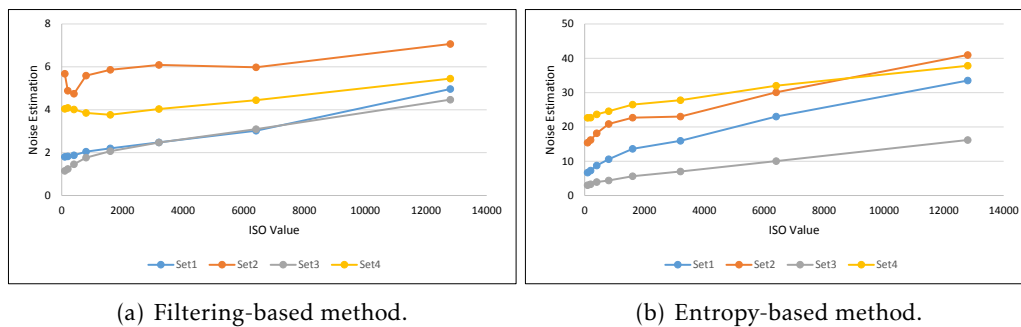 8
6
4
2
0
Noise Estimation
0 2000 4000 6000 8000 10000 12000 14000
ISO Value
Set1 Set2 Set3 Set4
(a) Filtering-based method.
50
40
30
20
10
0
Noise Estimation
0 2000 4000 6000 8000 10000 12000 14000
ISO Value
Set1 Set2 Set3 Set4
(b) Entropy-based method.